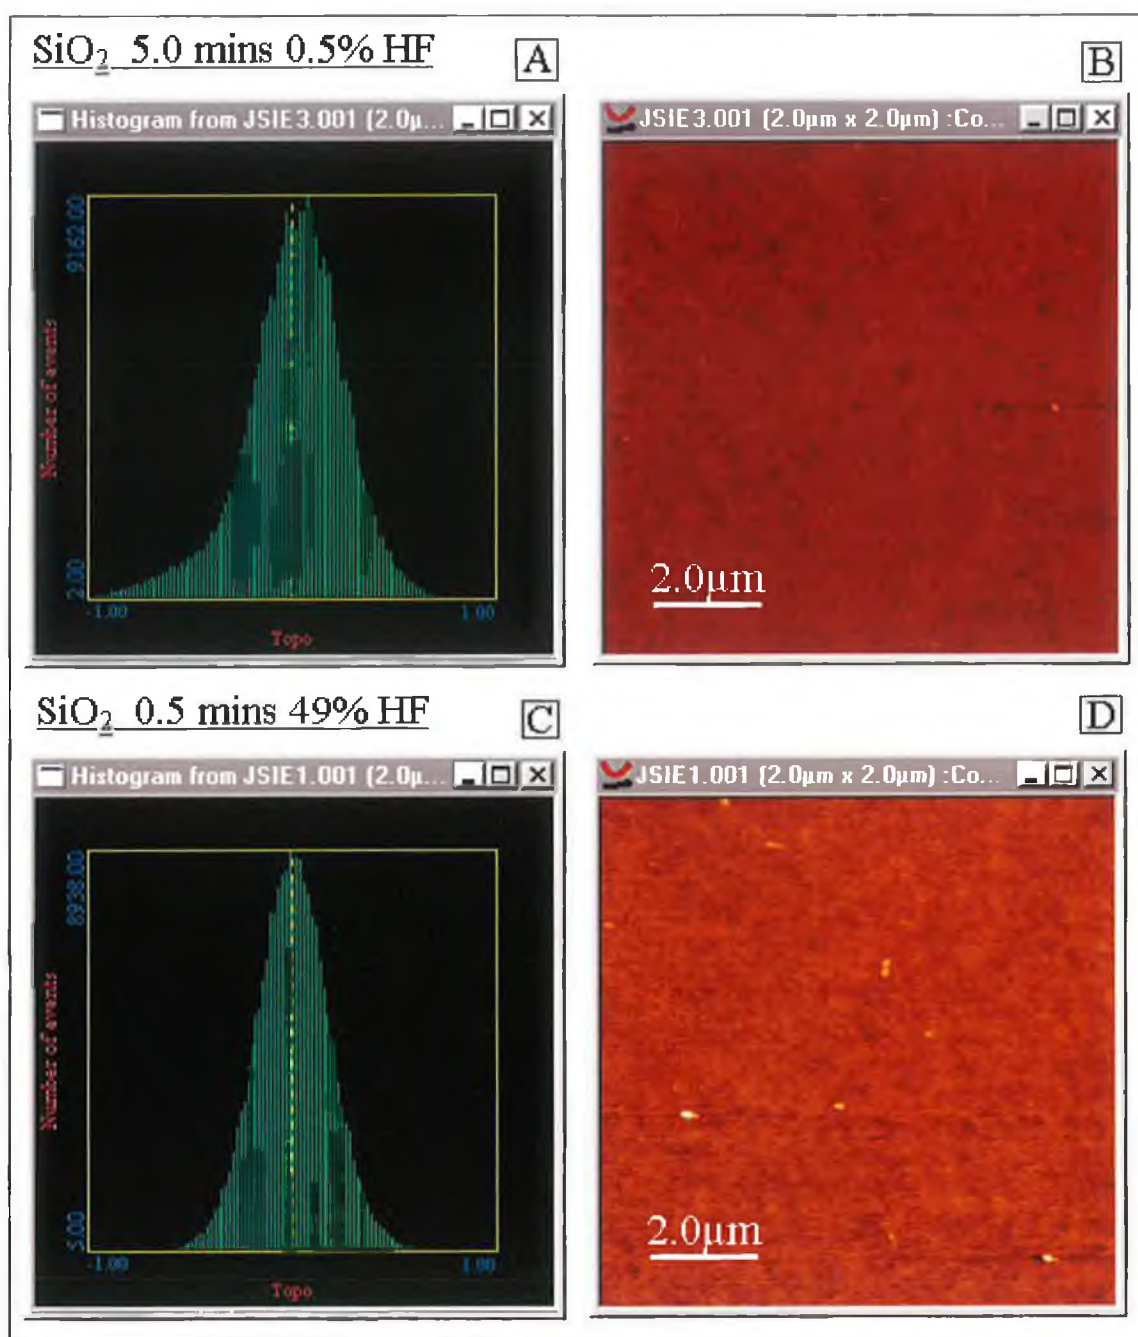 SiO₂ 5.0 mins 0.5% HF
A
B
Histogram from JSIE3.001 (2.0µ...
9162.00
Number of events
2.00
-1.00
1.00
Topo
JSIE3.001 (2.0µm x 2.0µm) :Co...
2.0µm
SiO₂ 0.5 mins 49% HF
C
D
Histogram from JSIE1.001 (2.0µ...
8938.00
Number of events
5.00
-1.00
1.00
Topo
JSIE1.001 (2.0µm x 2.0µm) :Co...
2.0µm